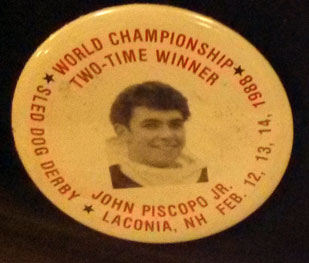 WORLD CHAMPIONSHIP ★ SLED DOG DERBY ★
TWO-TIME WINNER
JOHN PISCOPO JR.
LACONIA, NH FEB. 12, 13, 14, 1988